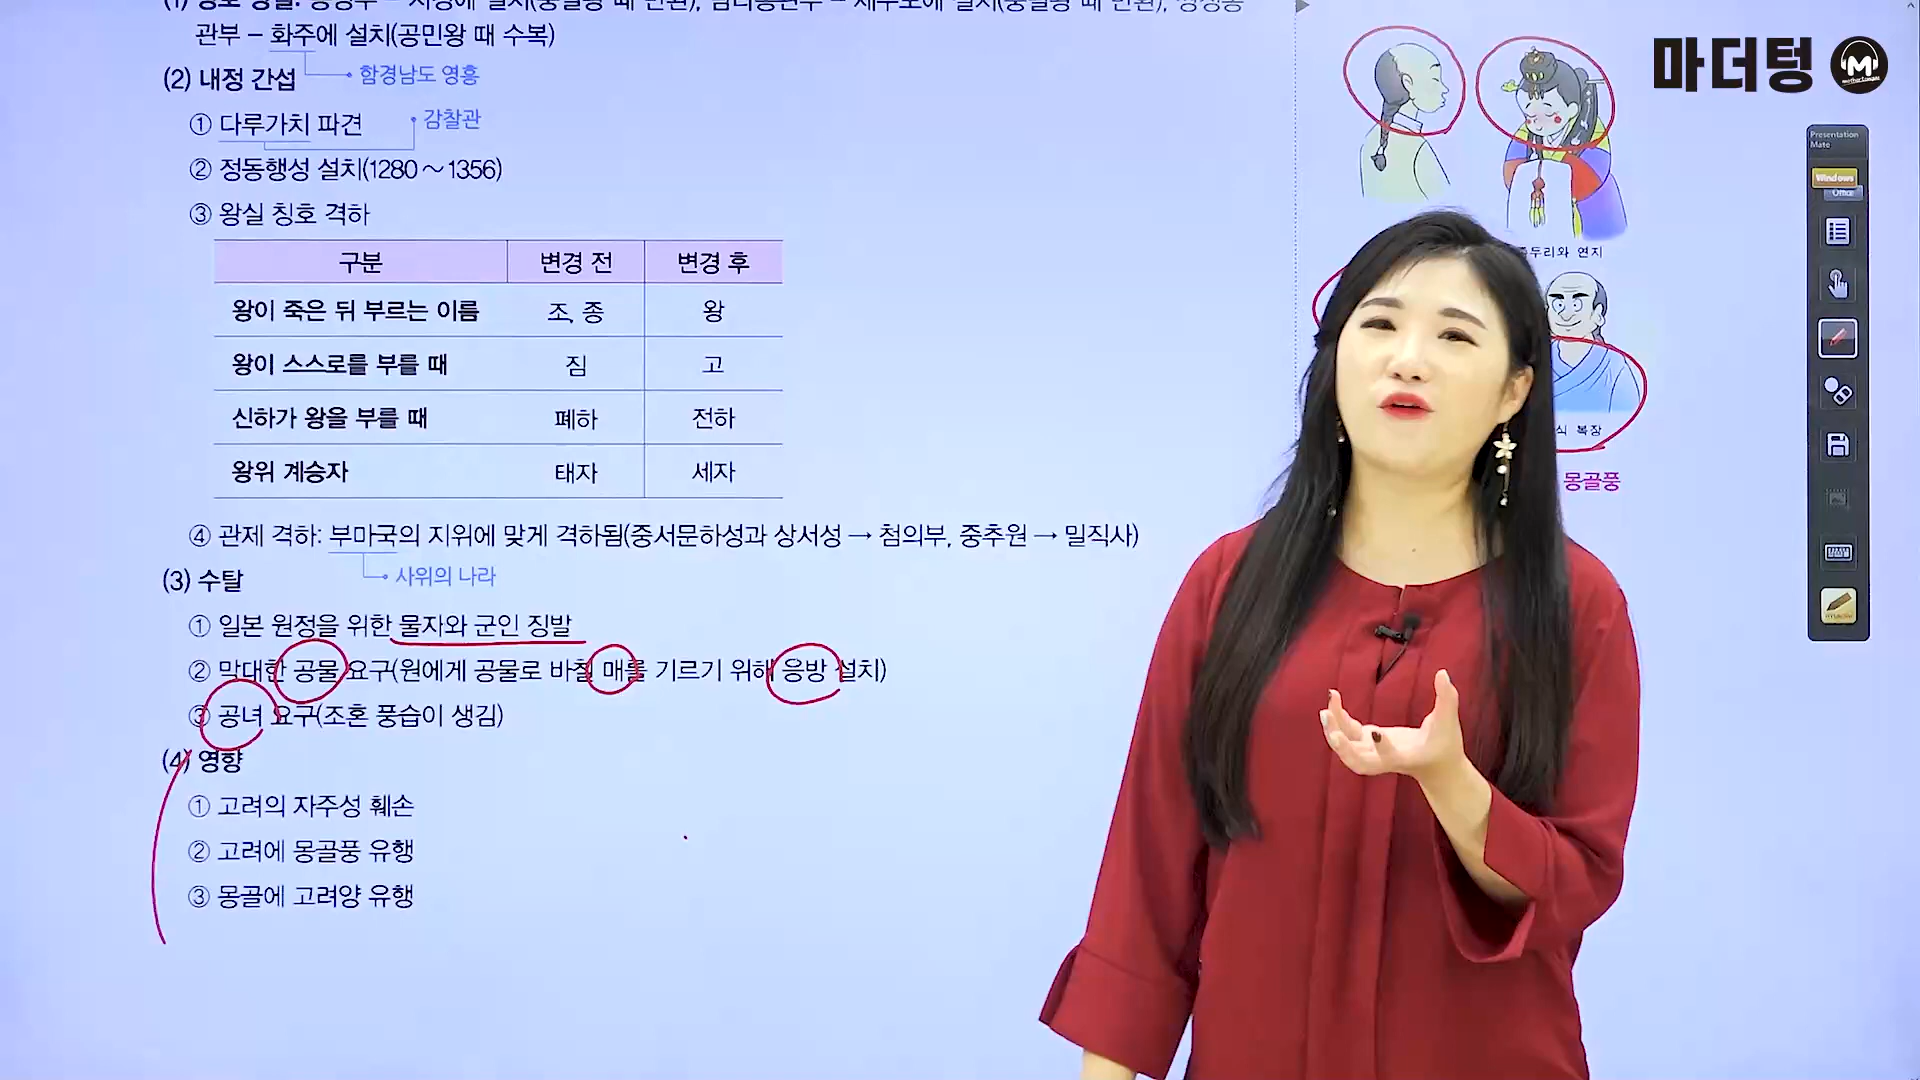 관부 – 화주에 설치(공민왕 때 수복)
함경남도 영흥
(2) 내정 간섭
① 다루가치 파견
감찰관
② 정동행성 설치(1280～1356)
③ 왕실 칭호 격하
구분 변경 전 변경 후
왕이 죽은 뒤 부르는 이름 조, 종 왕
왕이 스스로를 부를 때 짐 고
신하가 왕을 부를 때 폐하 전하
왕위 계승자 태자 세자
④ 관제 격하: 부마국의 지위에 맞게 격하됨(중서문하성과 상서성 → 첨의부, 중추원 → 밀직사)
사위의 나라
(3) 수탈
① 일본 원정을 위한 물자와 군인 징발
② 막대한 공물 요구(원에게 공물로 바칠 매를 기르기 위해 응방 설치)
③ 공녀 요구(조혼 풍습이 생김)
(4) 영향
① 고려의 자주성 훼손
② 고려에 몽골풍 유행
③ 몽골에 고려양 유행
연지
복장
몽골풍
마더텅
M
Presentation
Mate
Windows
Office